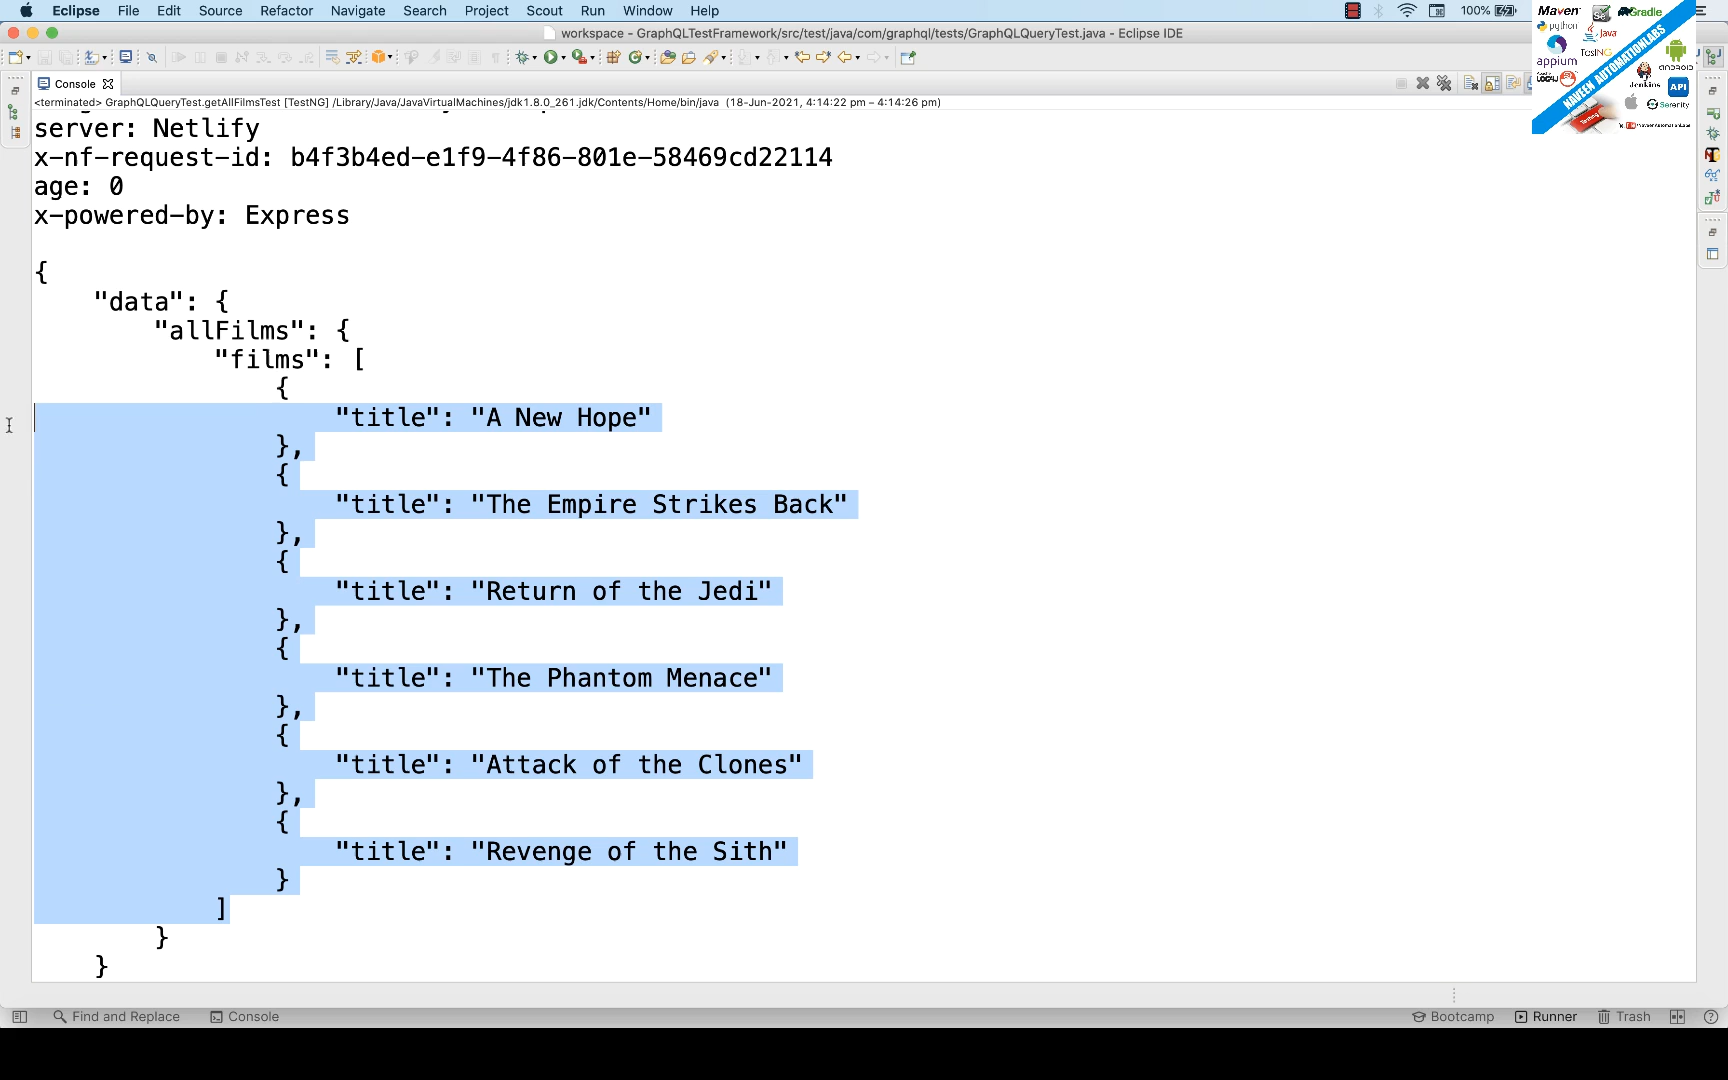 Eclipse File Edit Source Refactor Navigate Search Project Scout Run Window Help 100%
workspace - GraphQLTestFramework/src/test/java/com/graphql/tests/GraphQLQueryTest.java - Eclipse IDE
Console
<terminated> GraphQLQueryTest.getAllFilmsTest [TestNG] /Library/Java/JavaVirtualMachines/jdk1.8.0_261.jdk/Contents/Home/bin/java (18-Jun-2021, 4:14:22 pm – 4:14:26 pm)
server: Netlify
x-nf-request-id: b4f3b4ed-e1f9-4f86-801e-58469cd22114
age: 0
x-powered-by: Express
{
"data": {
"allFilms": {
"films": [
{
"title": "A New Hope"
},
{
"title": "The Empire Strikes Back"
},
{
"title": "Return of the Jedi"
},
{
"title": "The Phantom Menace"
},
{
"title": "Attack of the Clones"
},
{
"title": "Revenge of the Sith"
}
]
}
}
Find and Replace Console Bootcamp Runner Trash
Maven Se Gradle
python Java
appium TestNG android
LOG4J Jenkins API
Serenity
NAVEEN AUTOMATIONLABS
Testing